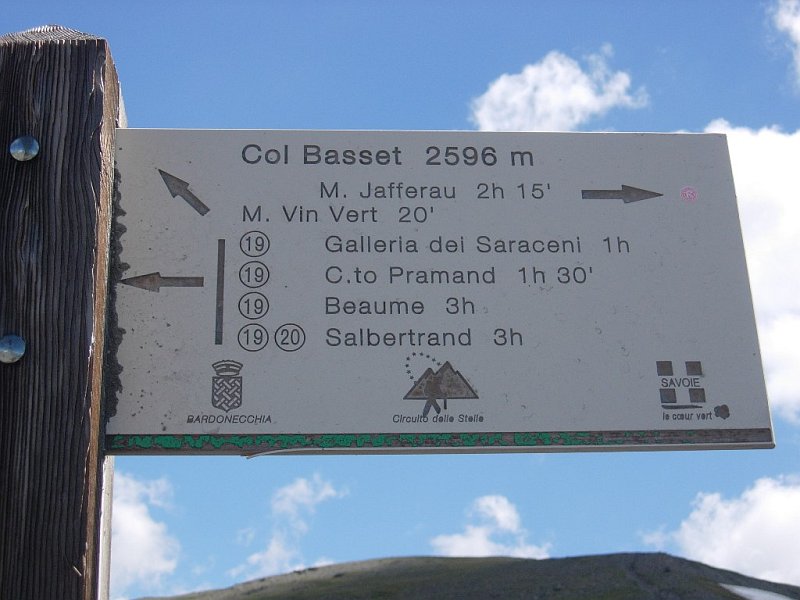 Col Basset 2596 m
M. Jafferau 2h 15'
M. Vin Vert 20'
19 Galleria dei Saraceni 1h
19 C.to Pramand 1h 30'
19 Beaume 3h
19 20 Salbertrand 3h
BARDONECCHIA
Circuito delle Stelle
SAVOIE
le cœur vert